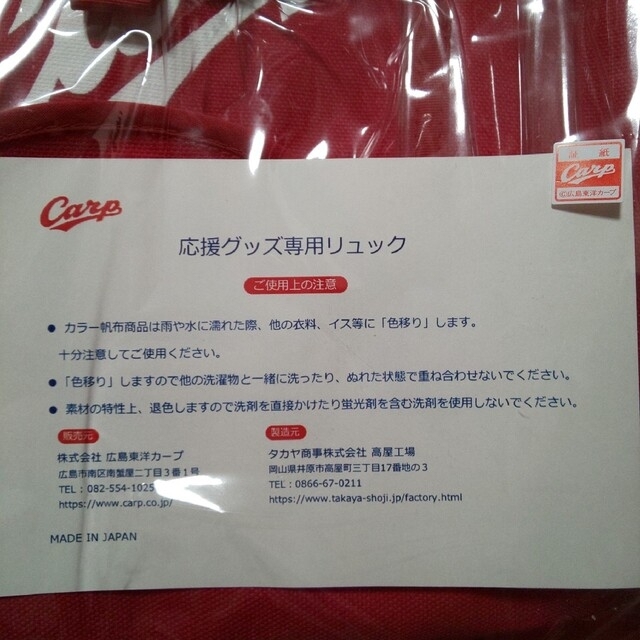 証 紙
Carp
©広島東洋カープ
Carp
応援グッズ専用リュック
ご使用上の注意
● カラー帆布商品は雨や水に濡れた際、他の衣料、イス等に「色移り」します。
十分注意してご使用ください。
● 「色移り」しますので他の洗濯物と一緒に洗ったり、ぬれた状態で重ね合わせないでください。
● 素材の特性上、退色しますので洗剤を直接かけたり蛍光剤を含む洗剤を使用しないでください。
販売元
株式会社 広島東洋カープ
広島市南区南蟹屋二丁目3番1号
TEL:082-554-1025
https://www.carp.co.jp/
製造元
タカヤ商事株式会社 高屋工場
岡山県井原市高屋町三丁目17番地の3
TEL:0866-67-0211
https://www.takaya-shoji.jp/factory.html
MADE IN JAPAN